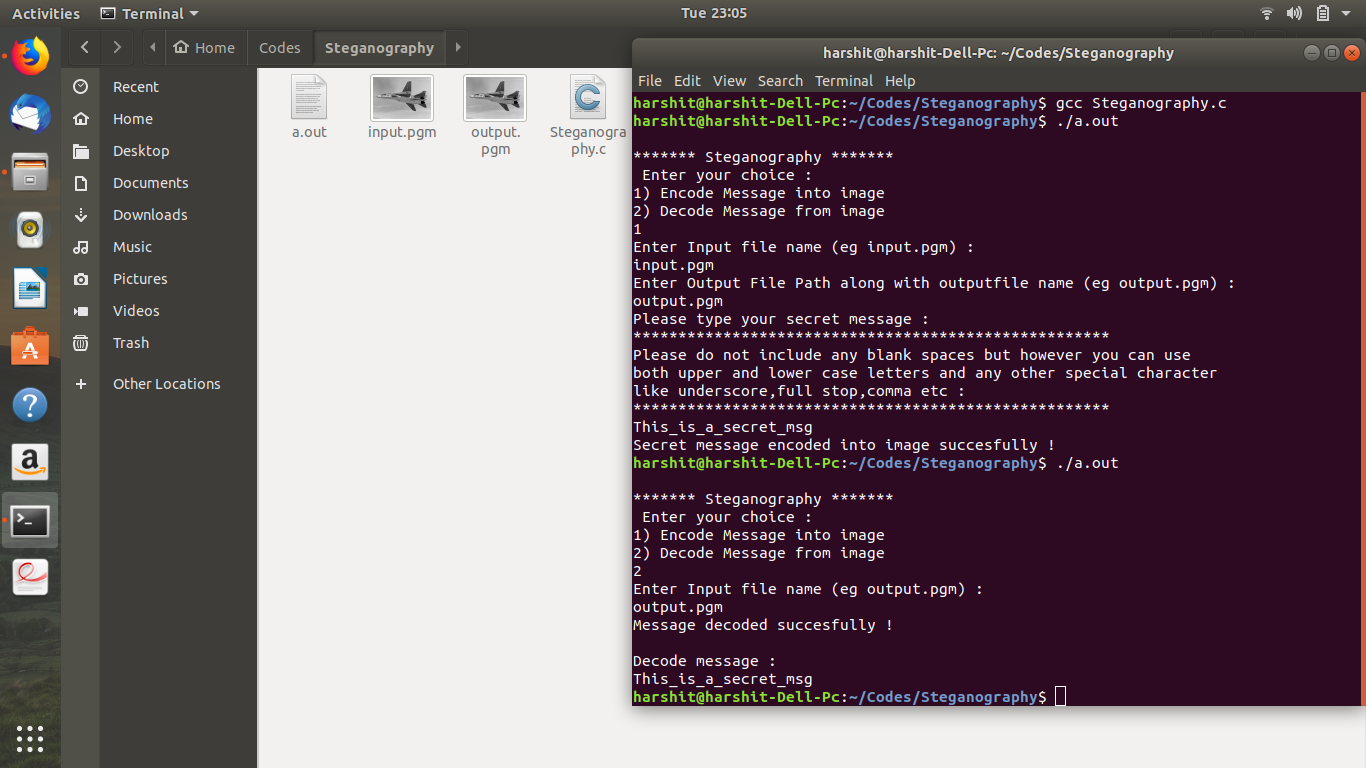 Activities
Terminal
Tue 23:05
Home
Codes
Steganography
Recent
Home
Desktop
Documents
Downloads
Music
Pictures
Videos
Trash
Other Locations
a.out
input.pgm
output.
pgm
Steganogra
phy.c
harshit@harshit-Dell-Pc: ~/Codes/Steganography
File Edit View Search Terminal Help
harshit@harshit-Dell-Pc:~/Codes/Steganography$ gcc Steganography.c
harshit@harshit-Dell-Pc:~/Codes/Steganography$ ./a.out
******* Steganography *******
Enter your choice :
1) Encode Message into image
2) Decode Message from image
1
Enter Input file name (eg input.pgm) :
input.pgm
Enter Output File Path along with outputfile name (eg output.pgm) :
output.pgm
Please type your secret message :
*****************************************************
Please do not include any blank spaces but however you can use
both upper and lower case letters and any other special character
like underscore,full stop,comma etc :
*****************************************************
This_is_a_secret_msg
Secret message encoded into image succesfully !
harshit@harshit-Dell-Pc:~/Codes/Steganography$ ./a.out
******* Steganography *******
Enter your choice :
1) Encode Message into image
2) Decode Message from image
2
Enter Input file name (eg output.pgm) :
output.pgm
Message decoded succesfully !
Decode message :
This_is_a_secret_msg
harshit@harshit-Dell-Pc:~/Codes/Steganography$